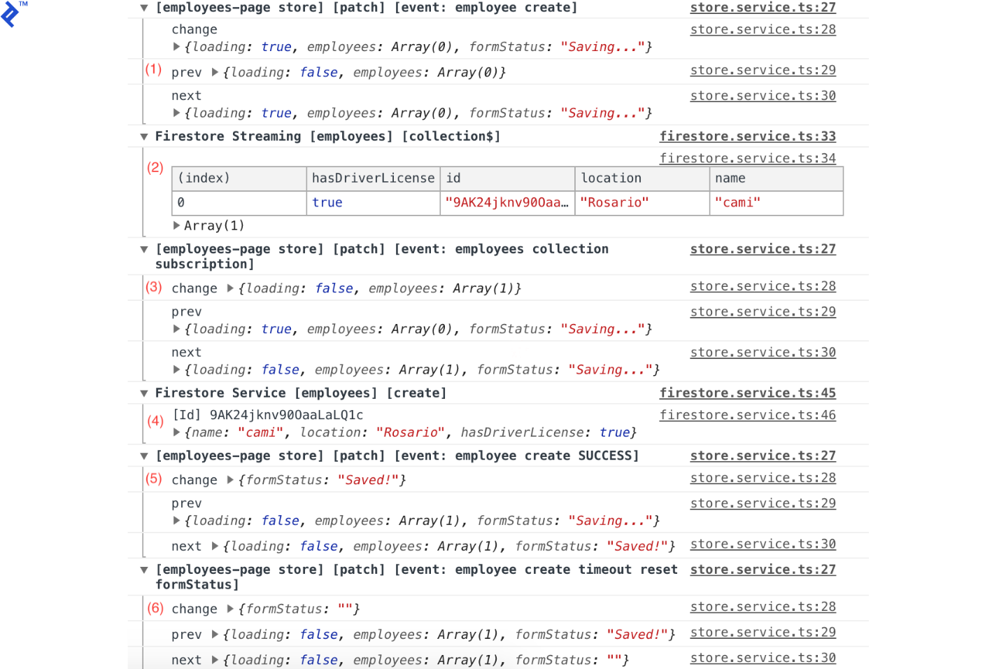 TM
▼ [employees-page store] [patch] [event: employee create] store.service.ts:27
change store.service.ts:28
▶ {loading: true, employees: Array(0), formStatus: "Saving..."}
(1) prev ▶ {loading: false, employees: Array(0)} store.service.ts:29
next store.service.ts:30
▶ {loading: true, employees: Array(0), formStatus: "Saving..."}
▼ Firestore Streaming [employees] [collection$] firestore.service.ts:33
firestore.service.ts:34
(2)
(index) hasDriverLicense id location name
0 true "9AK24jknv90Oaa… "Rosario" "cami"
▶ Array(1)
▼ [employees-page store] [patch] [event: employees collection store.service.ts:27
subscription]
(3) change ▶ {loading: false, employees: Array(1)} store.service.ts:28
prev store.service.ts:29
▶ {loading: true, employees: Array(0), formStatus: "Saving..."}
next store.service.ts:30
▶ {loading: false, employees: Array(1), formStatus: "Saving..."}
▼ Firestore Service [employees] [create] firestore.service.ts:45
(4) [Id] 9AK24jknv90OaaLaLQ1c firestore.service.ts:46
▶ {name: "cami", location: "Rosario", hasDriverLicense: true}
▼ [employees-page store] [patch] [event: employee create SUCCESS] store.service.ts:27
(5) change ▶ {formStatus: "Saved!"} store.service.ts:28
prev store.service.ts:29
▶ {loading: false, employees: Array(1), formStatus: "Saving..."}
next ▶ {loading: false, employees: Array(1), formStatus: "Saved!"} store.service.ts:30
▼ [employees-page store] [patch] [event: employee create timeout reset store.service.ts:27
formStatus]
(6) change ▶ {formStatus: ""} store.service.ts:28
prev ▶ {loading: false, employees: Array(1), formStatus: "Saved!"} store.service.ts:29
next ▶ {loading: false, employees: Array(1), formStatus: ""} store.service.ts:30